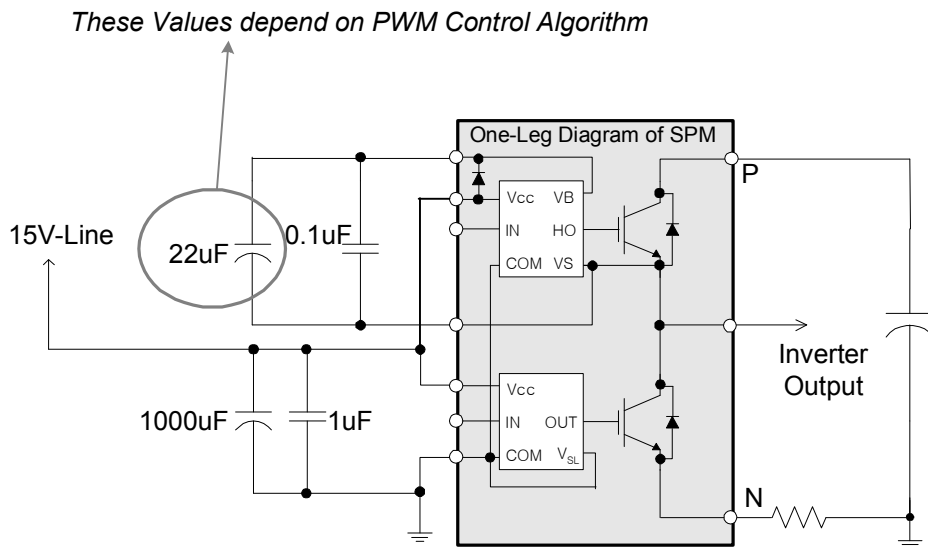 These Values depend on PWM Control Algorithm
One-Leg Diagram of SPM
P
Vcc VB
15V-Line
22uF
0.1uF
IN HO
COM VS
Inverter
Output
Vcc
1000uF
1uF
IN OUT
COM VSL
N